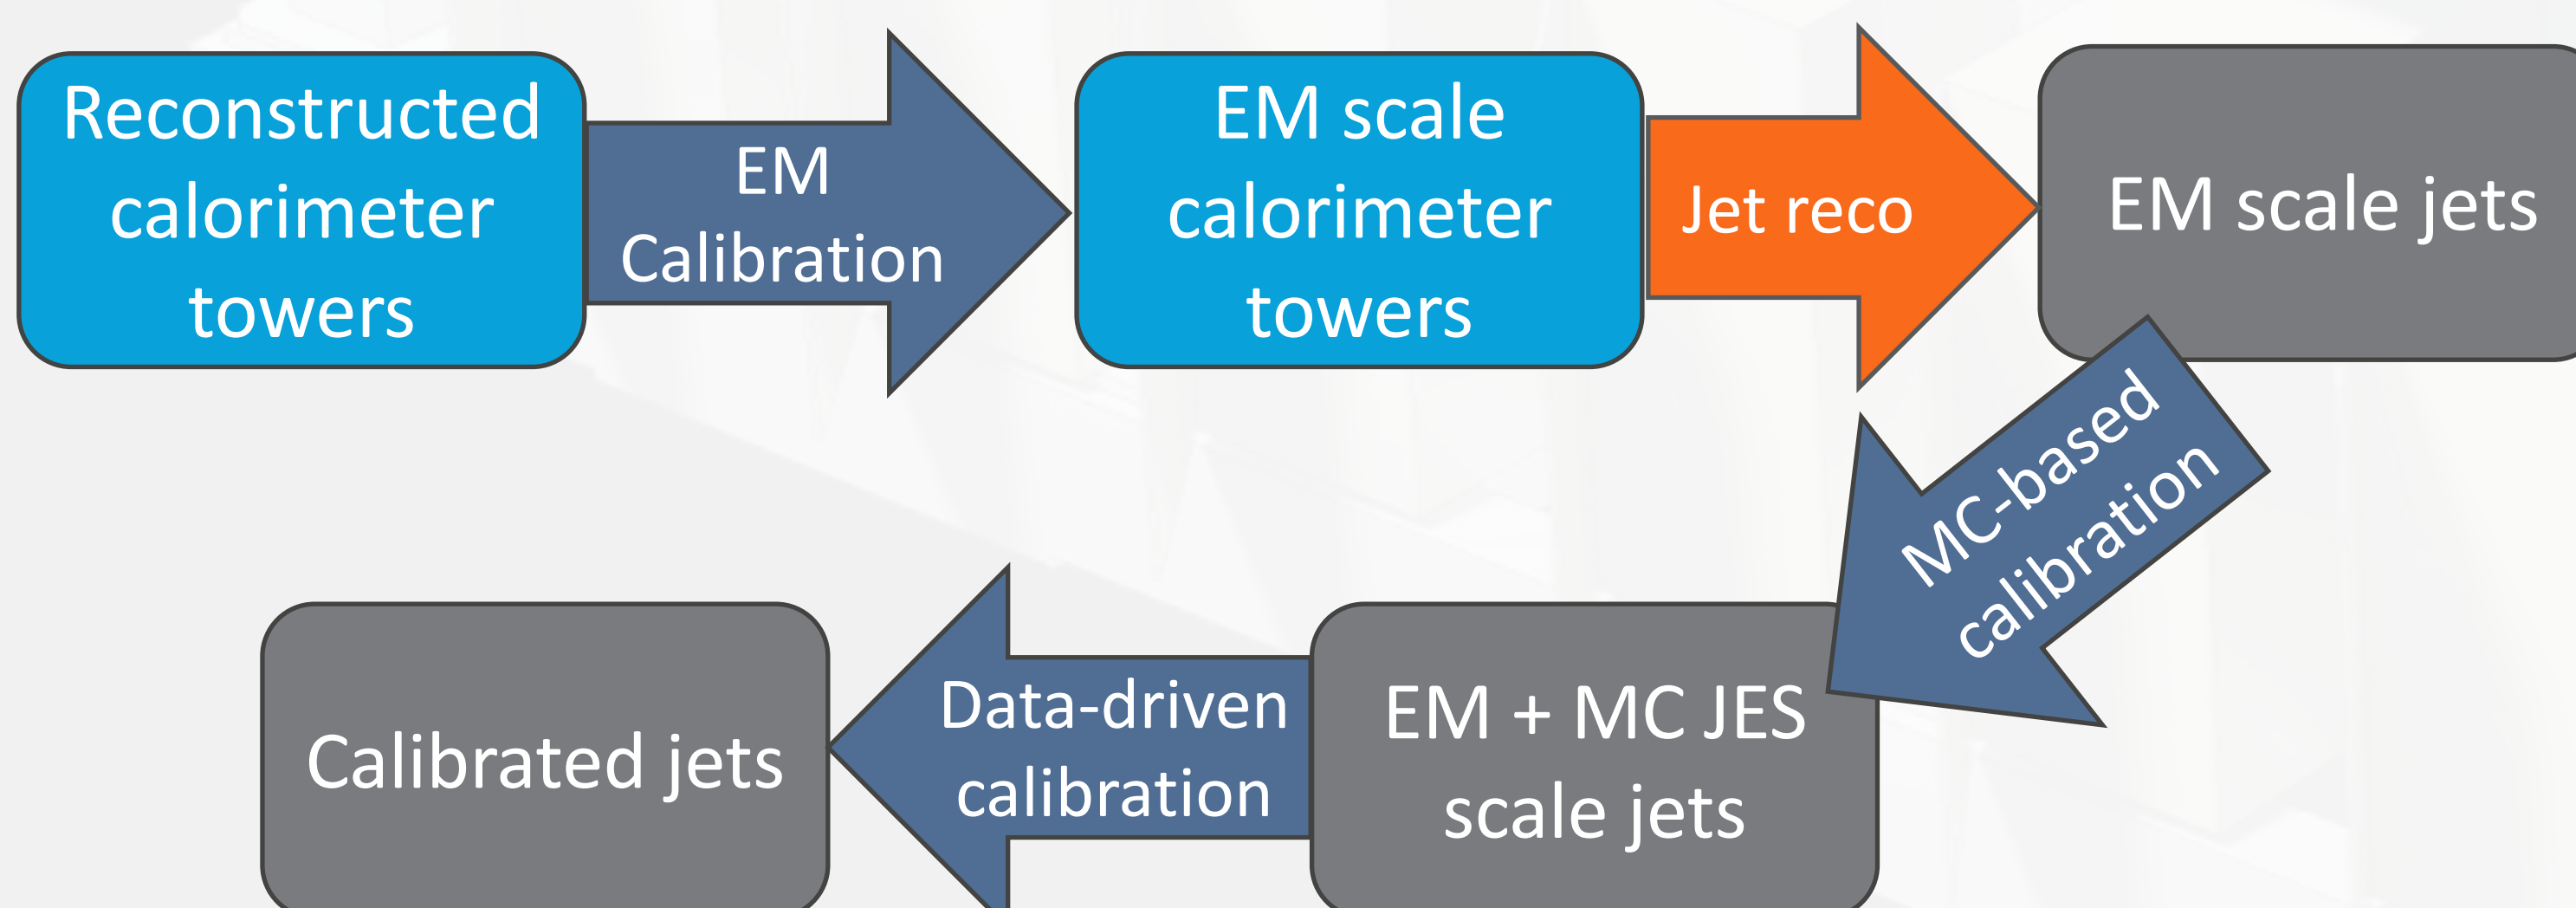 Reconstructed
calorimeter
towers
EM
Calibration
EM scale
calorimeter
towers
Jet reco
EM scale jets
MC-based
calibration
EM + MC JES
scale jets
Data-driven
calibration
Calibrated jets